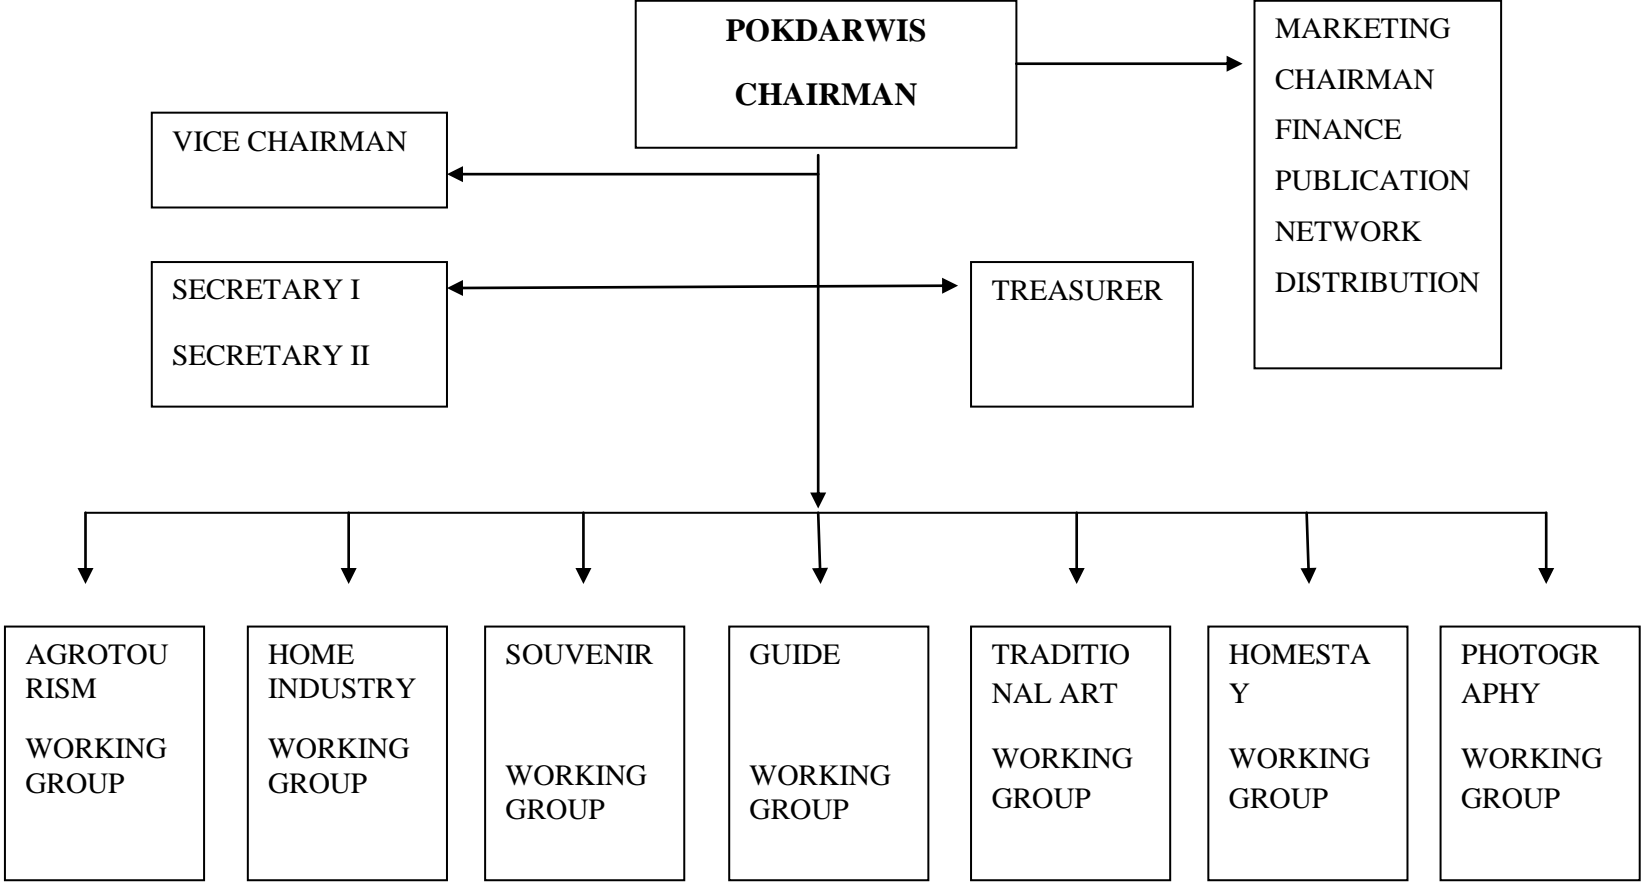 POKDARWIS
CHAIRMAN
MARKETING
CHAIRMAN
FINANCE
PUBLICATION
NETWORK
DISTRIBUTION
VICE CHAIRMAN
SECRETARY I
SECRETARY II
TREASURER
AGROTOU
RISM
WORKING
GROUP
HOME
INDUSTRY
WORKING
GROUP
SOUVENIR
WORKING
GROUP
GUIDE
WORKING
GROUP
TRADITIO
NAL ART
WORKING
GROUP
HOMESTA
Y
WORKING
GROUP
PHOTOGR
APHY
WORKING
GROUP